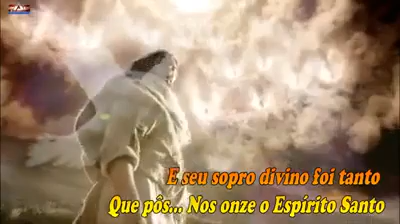 E seu sopro divino foi tanto
Que pôs... Nos onze o Espírito Santo